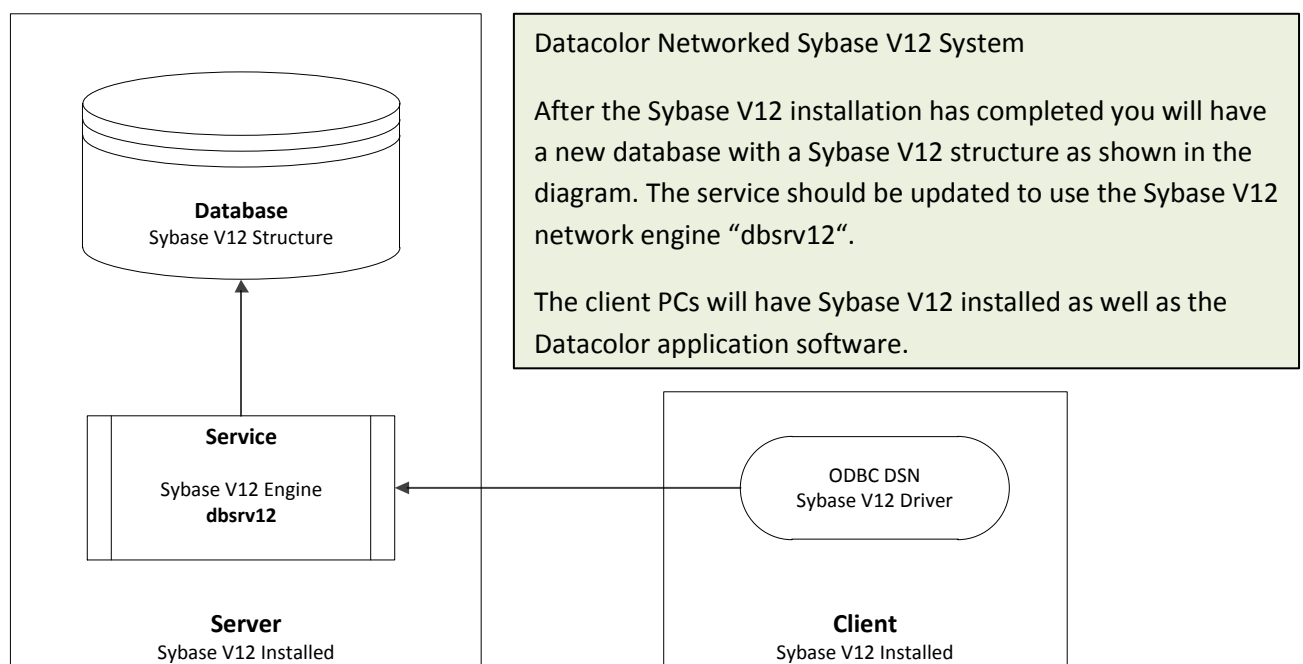 Datacolor Networked Sybase V12 System
After the Sybase V12 installation has completed you will have
a new database with a Sybase V12 structure as shown in the
diagram. The service should be updated to use the Sybase V12
network engine “dbsrv12“.
The client PCs will have Sybase V12 installed as well as the
Datacolor application software.
Database
Sybase V12 Structure
Service
Sybase V12 Engine
dbsrv12
ODBC DSN
Sybase V12 Driver
Server
Sybase V12 Installed
Client
Sybase V12 Installed